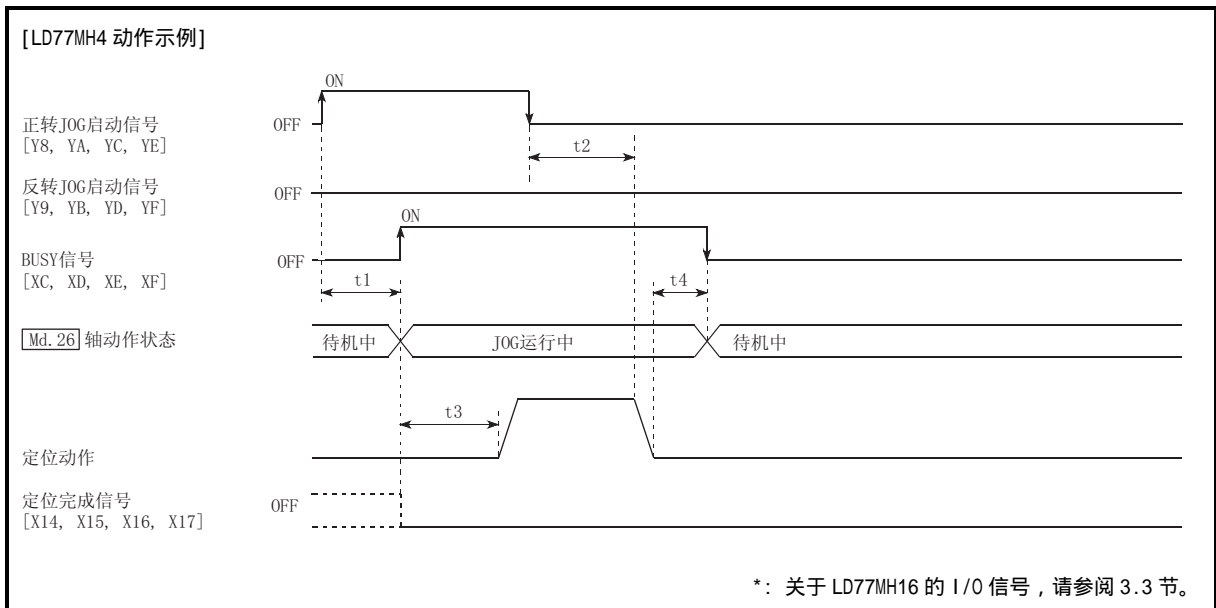 [LD77MH4 动作示例]
ON
正转JOG启动信号
[Y8, YA, YC, YE]
OFF
t2
反转JOG启动信号
[Y9, YB, YD, YF]
OFF
ON
BUSY信号
[XC, XD, XE, XF]
OFF
t1
t4
Md.26 轴动作状态
待机中
JOG运行中
待机中
t3
定位动作
定位完成信号
[X14, X15, X16, X17]
OFF
*: 关于 LD77MH16 的 I/O 信号，请参阅 3.3 节。